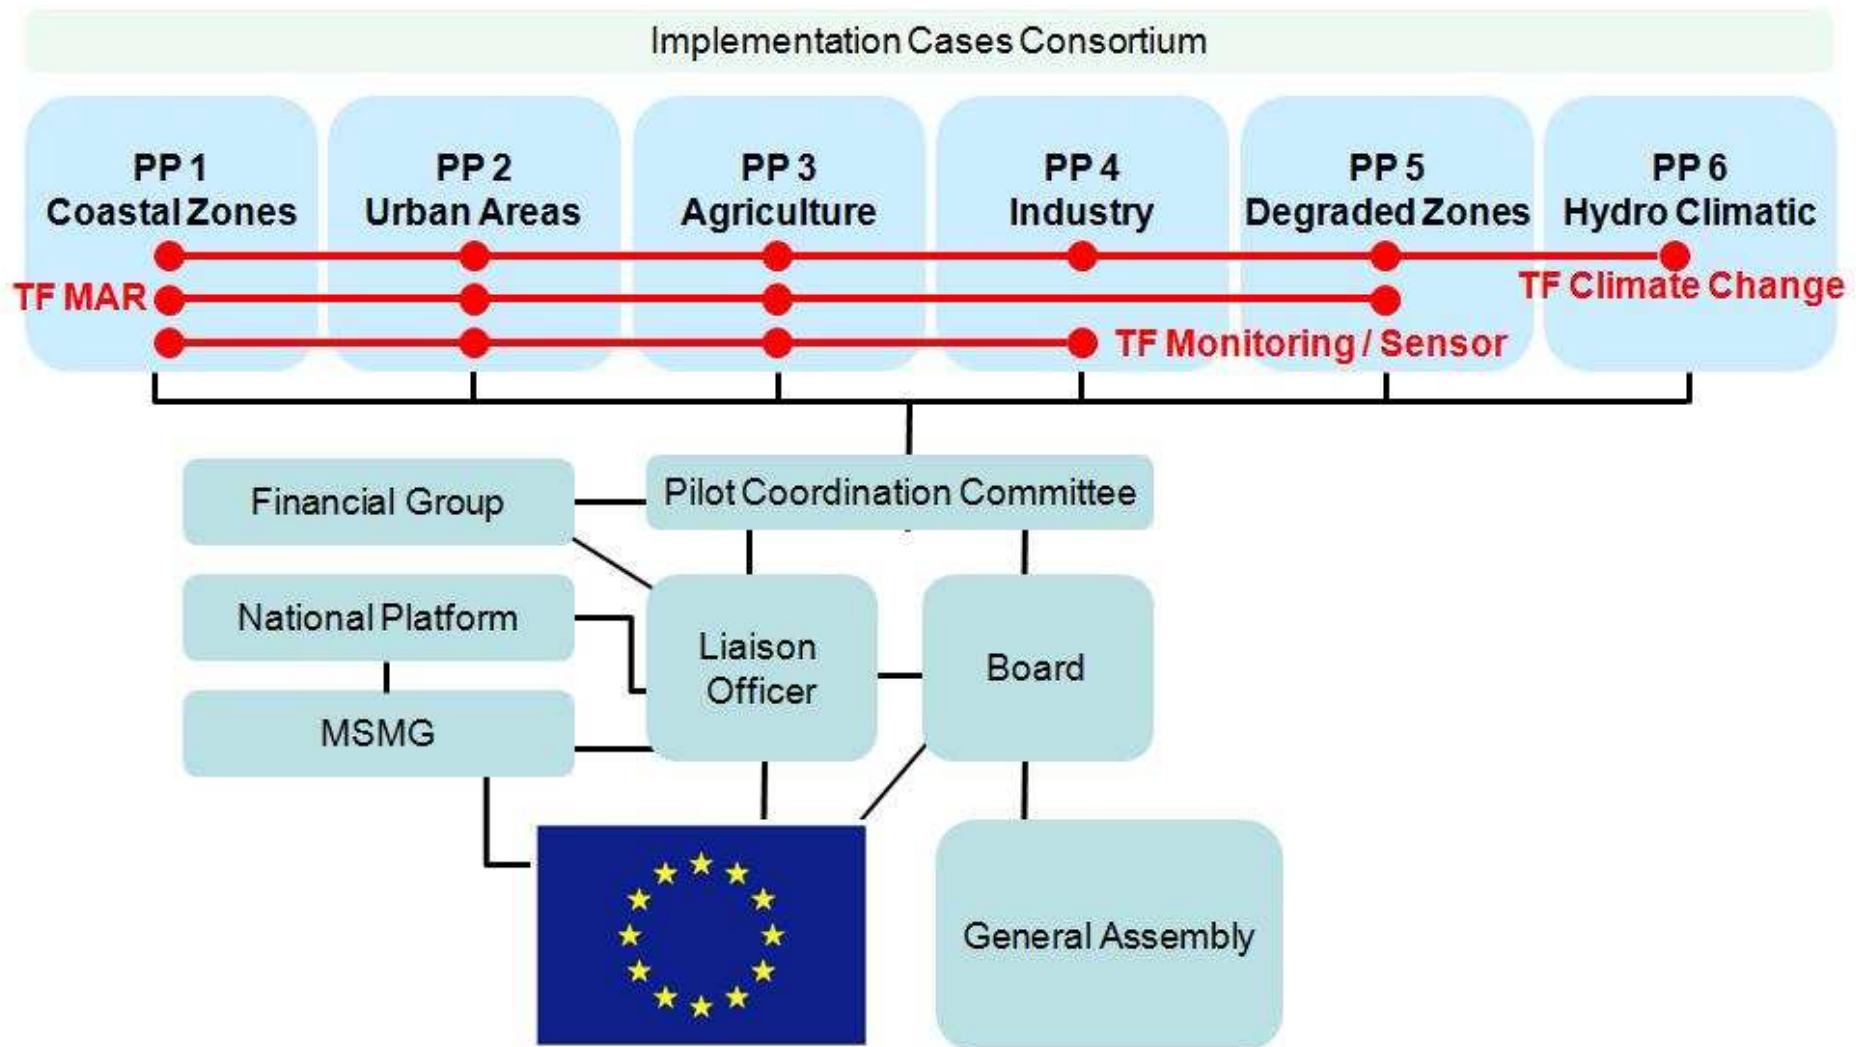 Implementation Cases Consortium
PP 1
Coastal Zones
PP 2
Urban Areas
PP 3
Agriculture
PP 4
Industry
PP 5
Degraded Zones
PP 6
Hydro Climatic
TF MAR
TF Climate Change
TF Monitoring / Sensor
Financial Group
Pilot Coordination Committee
National Platform
Liaison
Officer
Board
MSMG
General Assembly